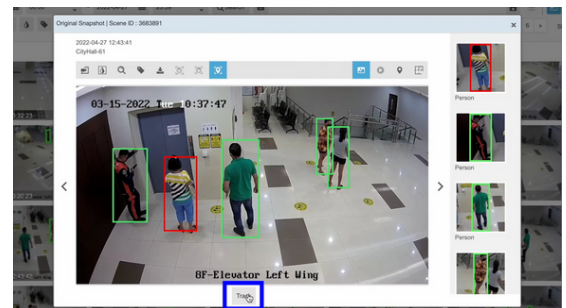 Original Snapshot | Scene ID : 3683891
2022-04-27 12:43:41
CityHall-61
03-15-2022 Tue 10:37:47
8F-Elevator Left Wing
Track
Person
Person
Person